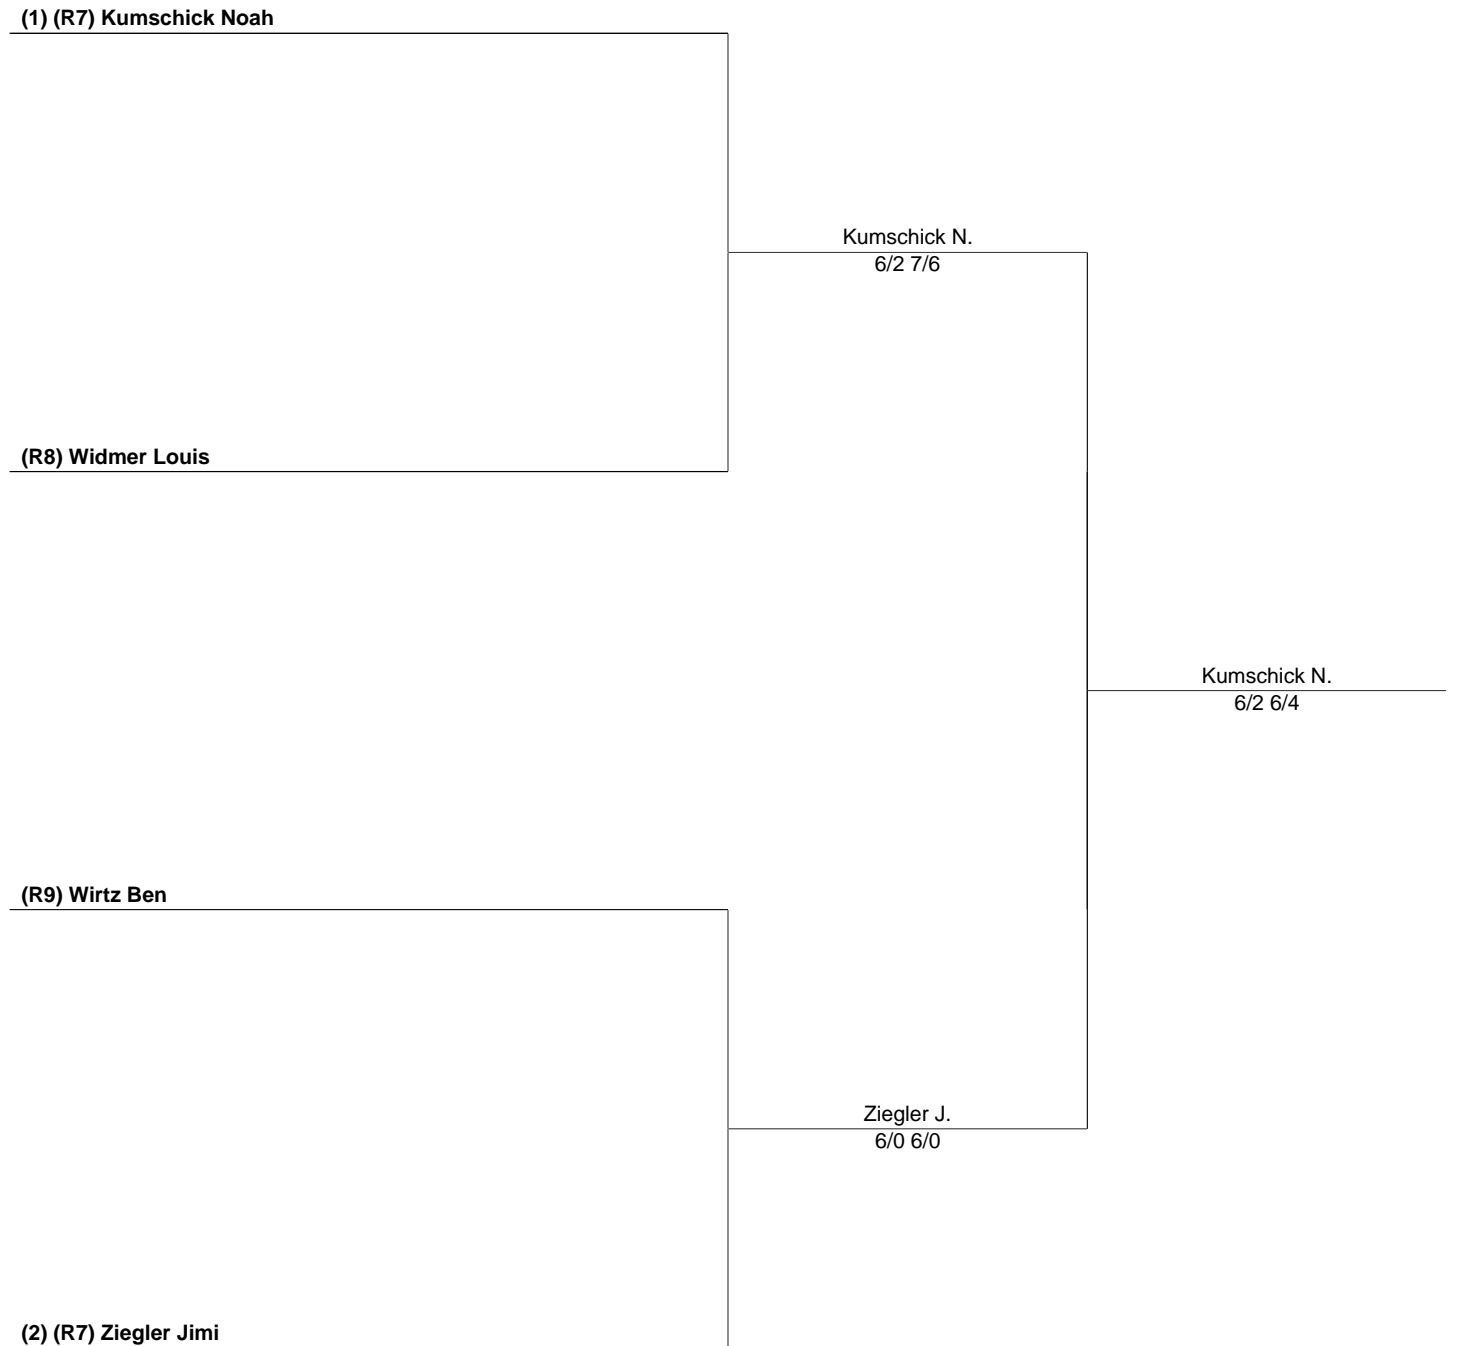 (1) (R7) Kumschick Noah
Kumschick N.
6/2 7/6
(R8) Widmer Louis
Kumschick N.
6/2 6/4
(R9) Wirtz Ben
Ziegler J.
6/0 6/0
(2) (R7) Ziegler Jimi